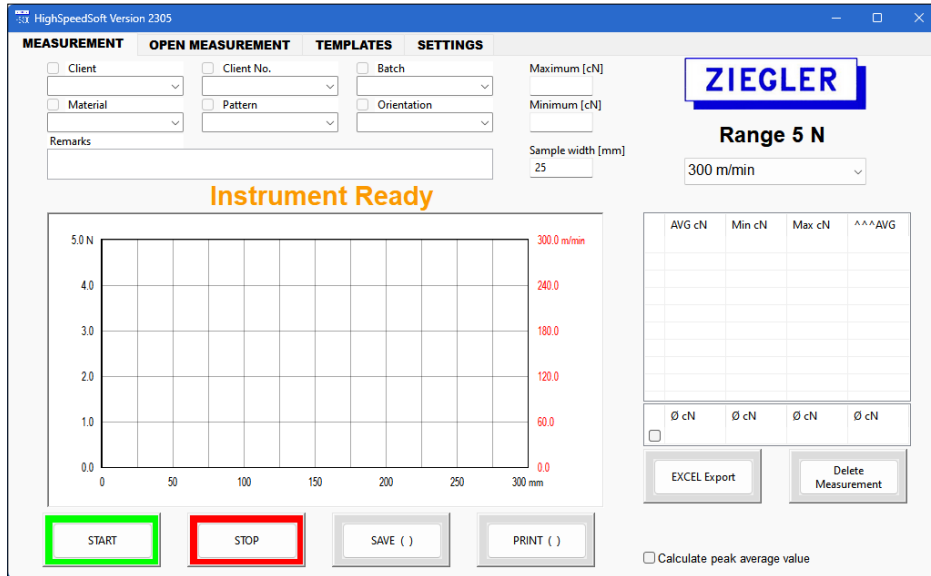 HighSpeedSoft Version 2305
MEASUREMENT OPEN MEASUREMENT TEMPLATES SETTINGS
Client Client No. Batch Maximum [cN]
Material Pattern Orientation Minimum [cN]
Remarks
Sample width [mm]
25
ZIEGLER
Range 5 N
300 m/min
Instrument Ready
5.0 N 300.0 m/min
4.0 240.0
3.0 180.0
2.0 120.0
1.0 60.0
0.0 0.0
0 50 100 150 200 250 300 mm
AVG cN Min cN Max cN ^^^AVG
Ø cN Ø cN Ø cN Ø cN
EXCEL Export
Delete
Measurement
START STOP SAVE ( ) PRINT ( )
Calculate peak average value